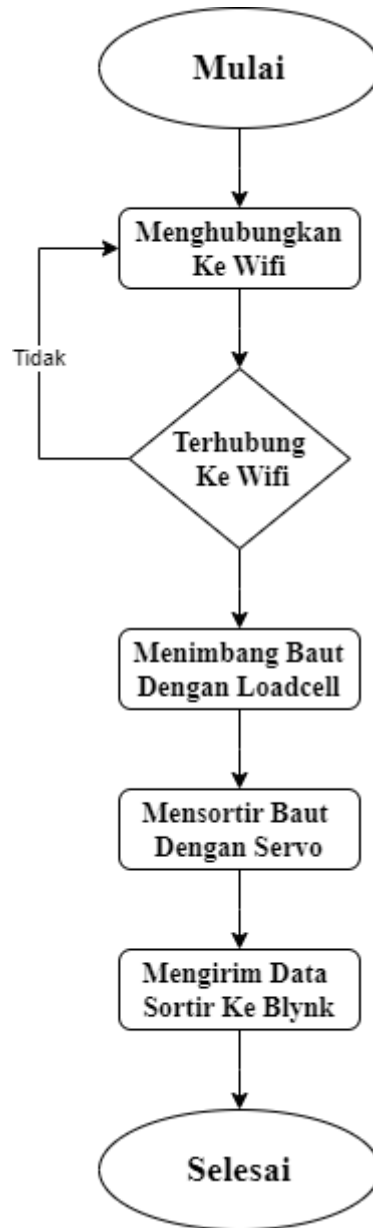 Mulai
Menghubungkan
Ke Wifi
Tidak
Terhubung
Ke Wifi
Menimbang Baut
Dengan Loadcell
Mensortir Baut
Dengan Servo
Mengirim Data
Sortir Ke Blynk
Selesai